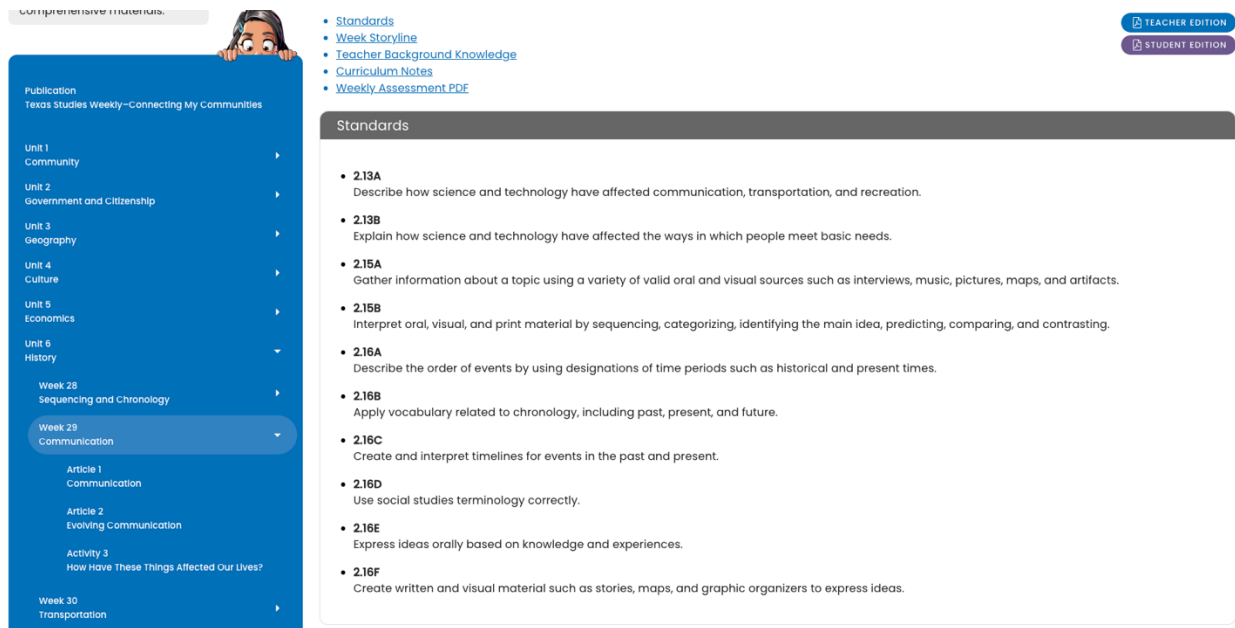 comprehensive materials.
Publication
Texas Studies Weekly–Connecting My Communities
Unit 1
Community
Unit 2
Government and Citizenship
Unit 3
Geography
Unit 4
Culture
Unit 5
Economics
Unit 6
History
Week 28
Sequencing and Chronology
Week 29
Communication
Article 1
Communication
Article 2
Evolving Communication
Activity 3
How Have These Things Affected Our Lives?
Week 30
Transportation
Standards
Week Storyline
Teacher Background Knowledge
Curriculum Notes
Weekly Assessment PDF
TEACHER EDITION
STUDENT EDITION
Standards
2.13A
Describe how science and technology have affected communication, transportation, and recreation.
2.13B
Explain how science and technology have affected the ways in which people meet basic needs.
2.15A
Gather information about a topic using a variety of valid oral and visual sources such as interviews, music, pictures, maps, and artifacts.
2.15B
Interpret oral, visual, and print material by sequencing, categorizing, identifying the main idea, predicting, comparing, and contrasting.
2.16A
Describe the order of events by using designations of time periods such as historical and present times.
2.16B
Apply vocabulary related to chronology, including past, present, and future.
2.16C
Create and interpret timelines for events in the past and present.
2.16D
Use social studies terminology correctly.
2.16E
Express ideas orally based on knowledge and experiences.
2.16F
Create written and visual material such as stories, maps, and graphic organizers to express ideas.